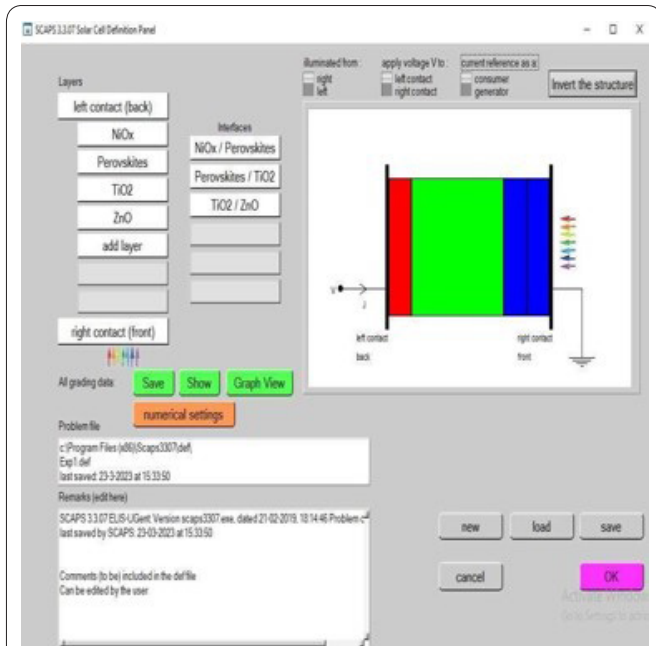 SCAPS 3.3.07 Solar Cell Definition Panel
illuminated from :
right
left
apply voltage V to :
left contact
right contact
current reference as a:
consumer
generator
Invert the structure
Layers
left contact (back)
NiOx
Perovskites
TiO2
ZnO
add layer
right contact (front)
Interfaces
NiOx / Perovskites
Perovskites / TiO2
TiO2 / ZnO
V
J
left contact
back
right contact
front
All grading data:
Save
Show
Graph View
numerical settings
Problem file
c:\Program Files (x86)\Scaps3307\def\
Exp1.def
last saved: 23-3-2023 at 15:33:50
Remarks (edit here)
SCAPS 3.3.07 ELIS-UGent: Version scaps3307.exe, dated 21-02-2019, 18:14:46 Problem c
last saved by SCAPS: 23-03-2023 at 15:33:50
Comments (to be) included in the def file
Can be edited by the user
new
load
save
cancel
OK
Activate Windows
Go to Settings to